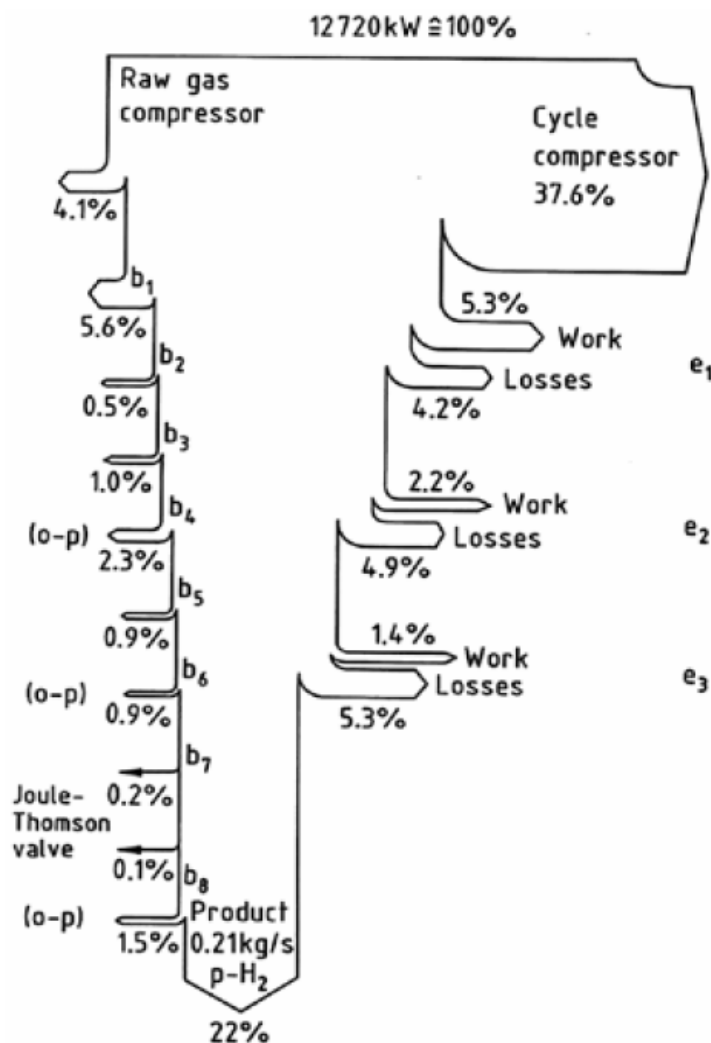 12720kW ≙ 100%
Raw gas
compressor
Cycle
compressor
37.6%
4.1%
b₁
5.6%
5.3%
Work
b₂
Losses
e₁
0.5%
4.2%
b₃
1.0%
2.2%
b₄
Work
(o-p)
Losses
e₂
2.3%
4.9%
b₅
0.9%
1.4%
Work
b₆
(o-p)
Losses
e₃
0.9%
5.3%
b₇
Joule-
0.2%
Thomson
valve
0.1%
b₈
(o-p)
Product
1.5%
0.21kg/s
p-H₂
22%